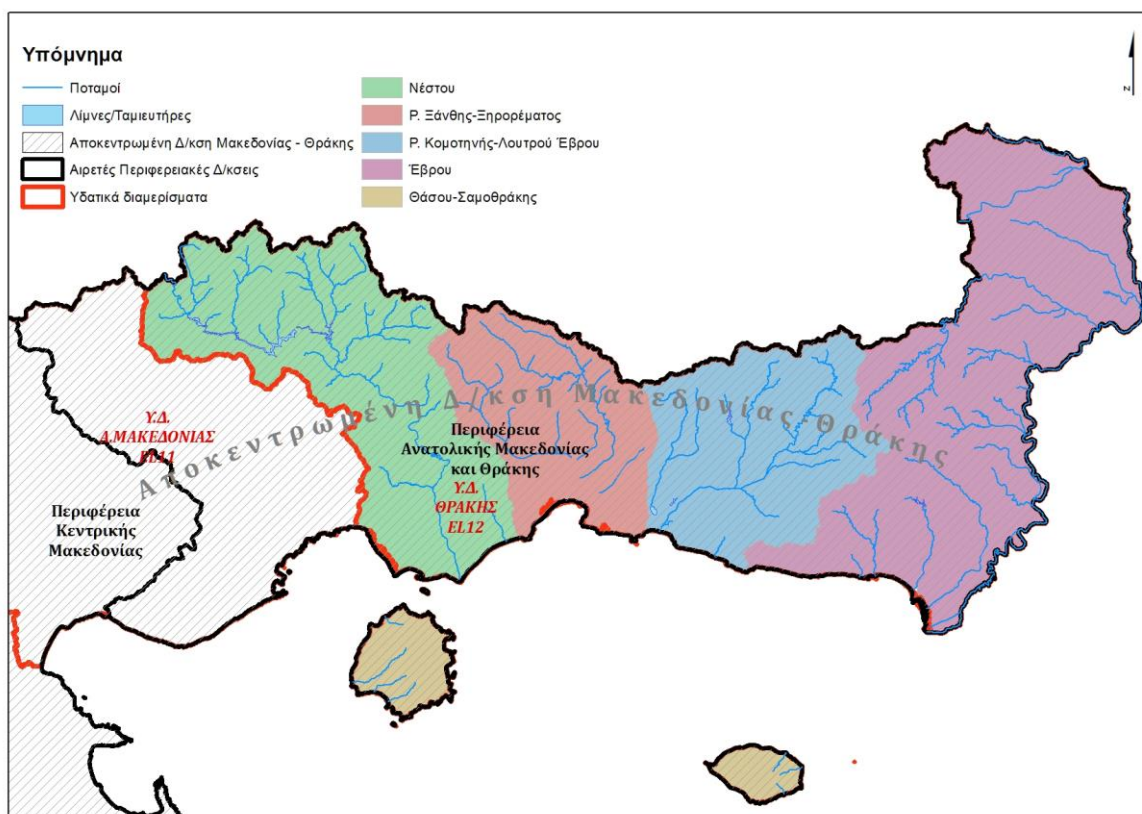 Υπόμνημα
Ποταμοί
Λίμνες/Ταμιευτήρες
Αποκεντρωμένη Δ/κση Μακεδονίας - Θράκης
Αιρετές Περιφερειακές Δ/κσεις
Υδατικά διαμερίσματα
Νέστου
Ρ. Ξάνθης-Ξηρορέματος
Ρ. Κομοτηνής-Λουτρού Έβρου
Έβρου
Θάσου-Σαμοθράκης
N
Αποκεντρωμένη Δ/κση Μακεδονίας-Θράκης
Υ.Δ.
Δ.ΜΑΚΕΔΟΝΙΑΣ
EL11
Περιφέρεια
Κεντρικής
Μακεδονίας
Περιφέρεια
Ανατολικής Μακεδονίας
και Θράκης
Υ.Δ.
ΘΡΑΚΗΣ
EL12